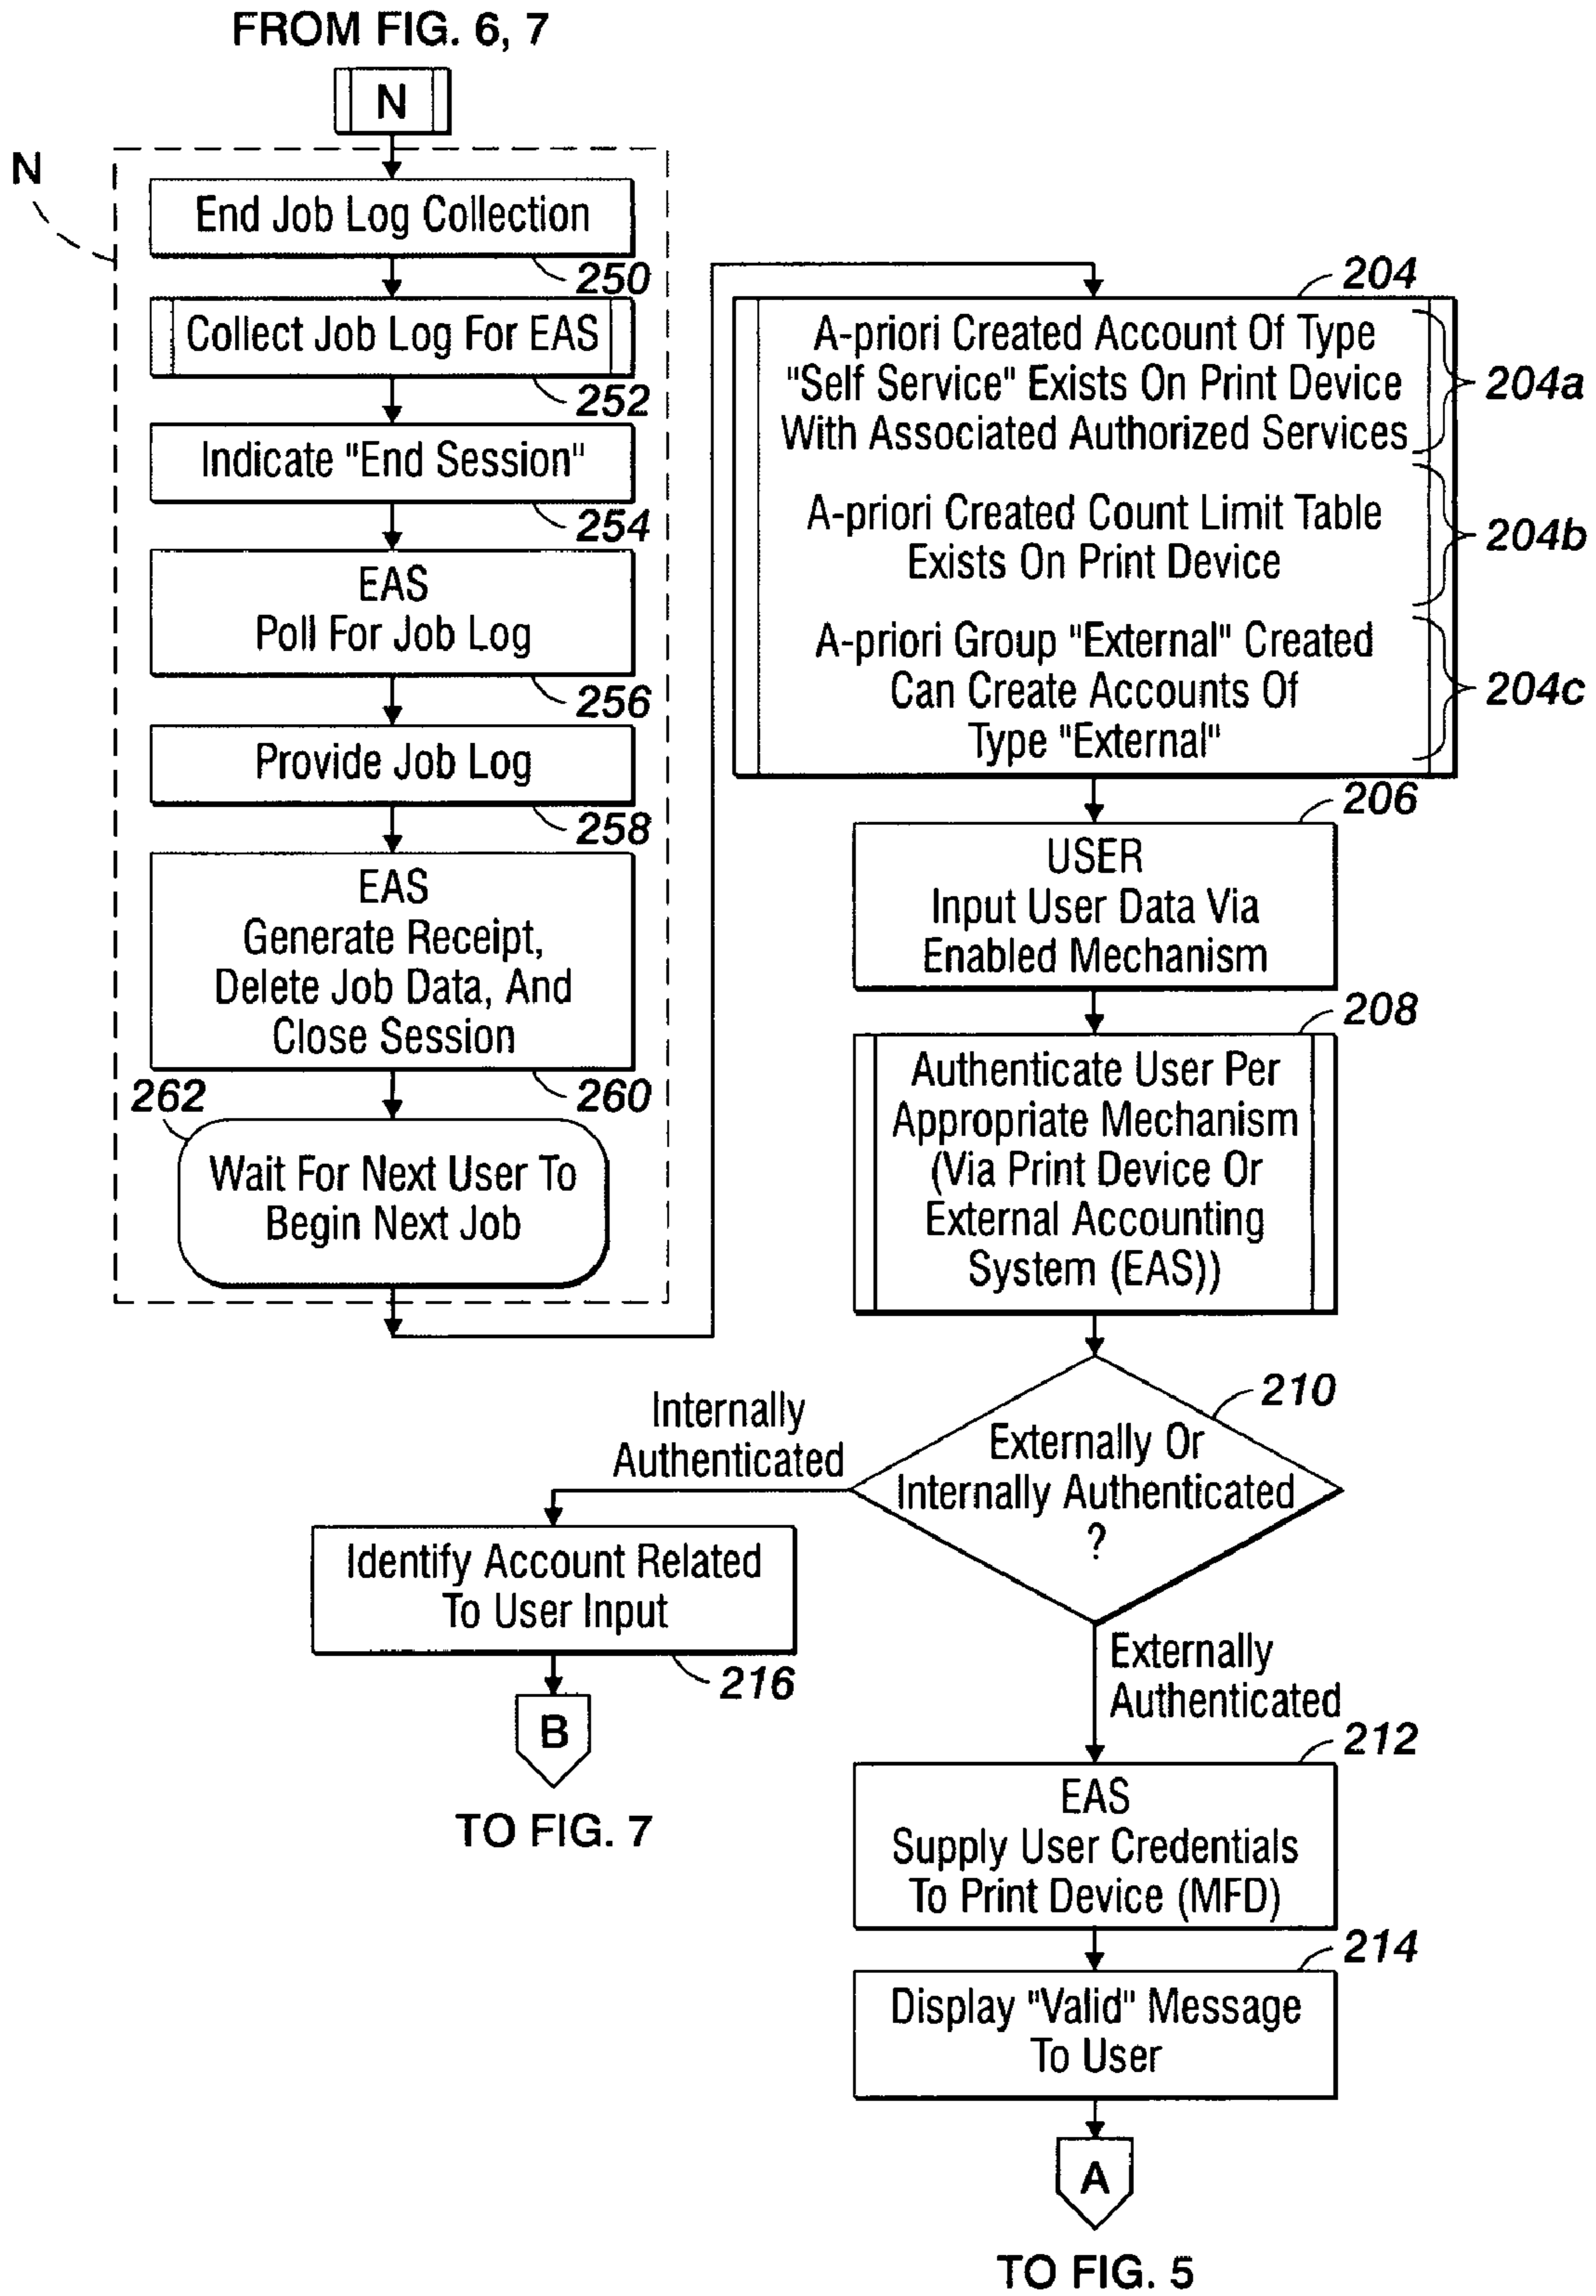 FROM FIG. 6, 7
N
N
End Job Log Collection
250
Collect Job Log For EAS
252
Indicate "End Session"
254
EAS
Poll For Job Log
256
Provide Job Log
258
EAS
Generate Receipt,
Delete Job Data, And
Close Session
260
262
Wait For Next User To
Begin Next Job
204
A-priori Created Account Of Type
"Self Service" Exists On Print Device
With Associated Authorized Services
204a
A-priori Created Count Limit Table
Exists On Print Device
204b
A-priori Group "External" Created
Can Create Accounts Of
Type "External"
204c
206
USER
Input User Data Via
Enabled Mechanism
208
Authenticate User Per
Appropriate Mechanism
(Via Print Device Or
External Accounting
System (EAS))
210
Externally Or
Internally Authenticated
?
Internally
Authenticated
Identify Account Related
To User Input
216
B
TO FIG. 7
Externally
Authenticated
212
EAS
Supply User Credentials
To Print Device (MFD)
214
Display "Valid" Message
To User
A
TO FIG. 5